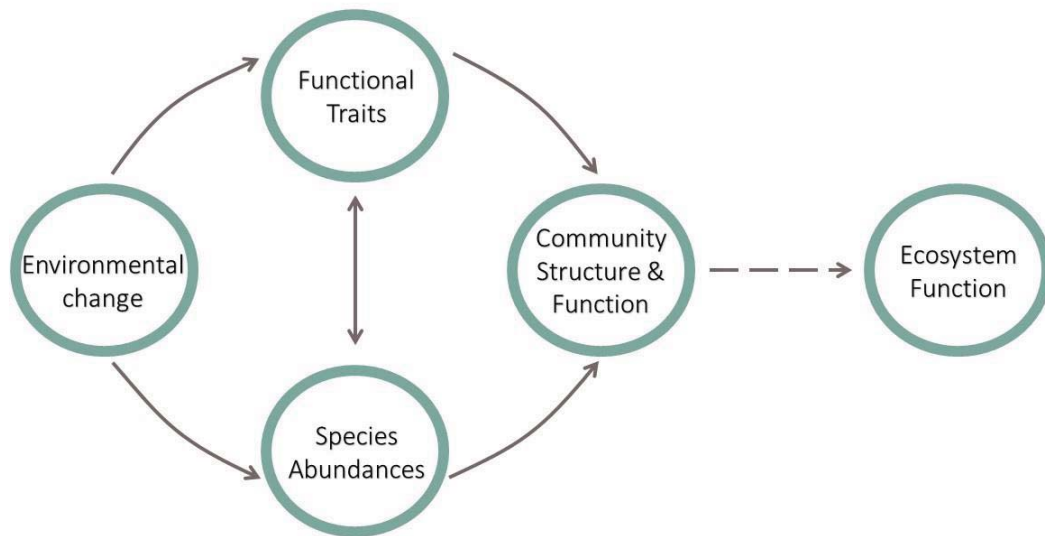 Functional
Traits
Environmental
change
Community
Structure &
Function
Ecosystem
Function
Species
Abundances